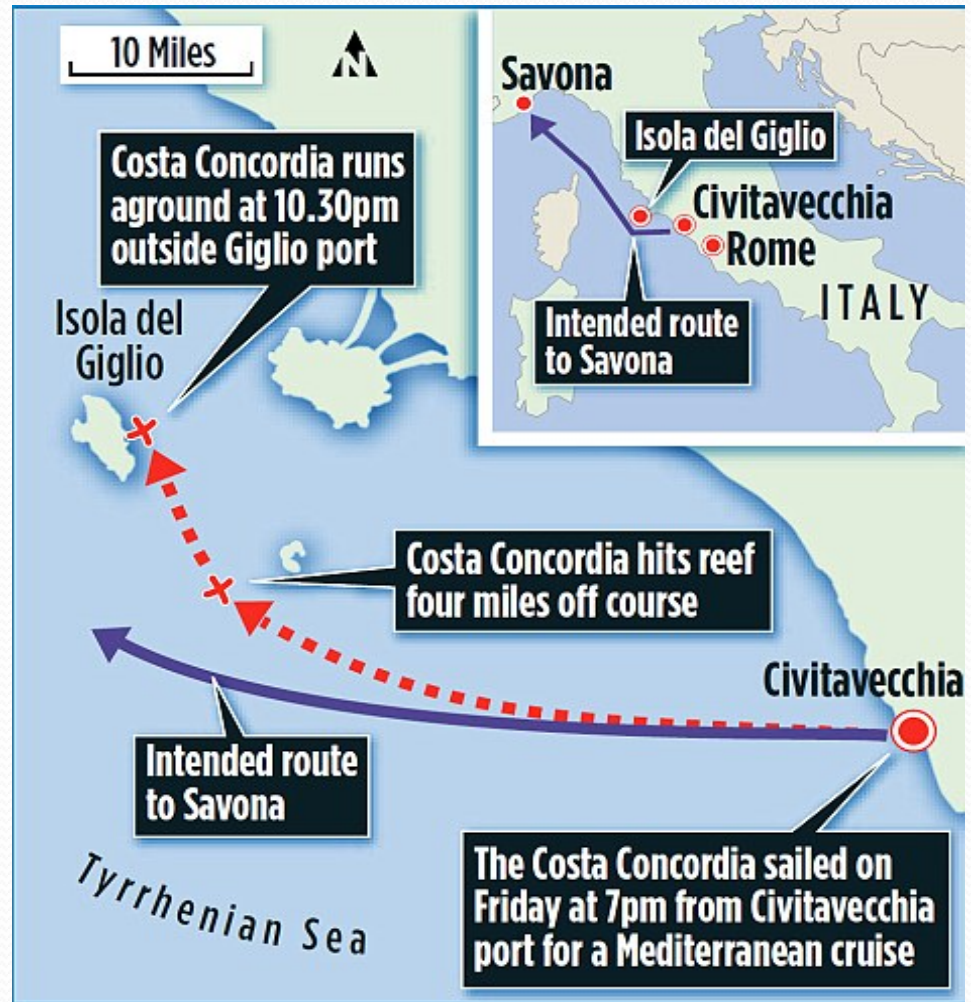 10 Miles
N
Costa Concordia runs
aground at 10.30pm
outside Giglio port
Isola del
Giglio
Savona
Isola del Giglio
Civitavecchia
Rome
ITALY
Intended route
to Savona
Costa Concordia hits reef
four miles off course
Civitavecchia
Intended route
to Savona
The Costa Concordia sailed on
Friday at 7pm from Civitavecchia
port for a Mediterranean cruise
Tyrrhenian Sea